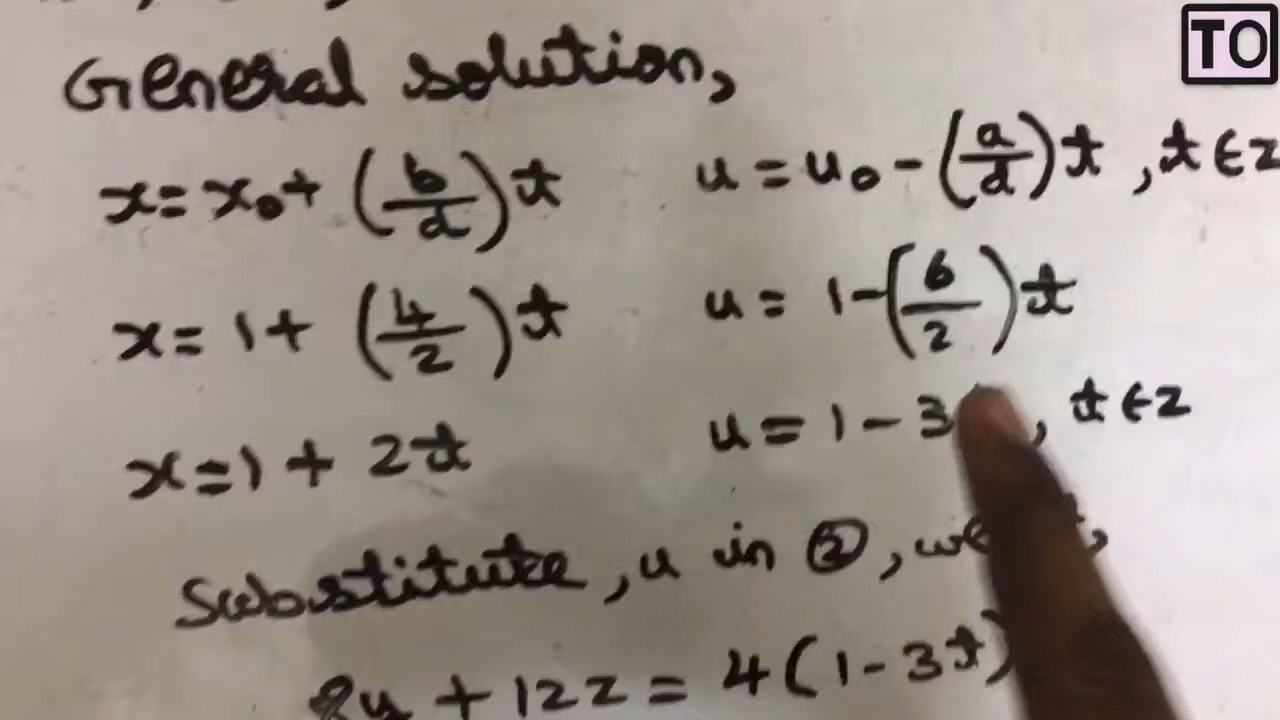 TO
General solution,
x = x₀ + (b/d)t    u = u₀ - (a/d)t, t ∈ z
x = 1 + (4/2)t    u = 1 - (6/2)t
x = 1 + 2t    u = 1 - 3 , t ∈ z
Substitute, u in ②,
8y + 12z = 4(1 - 3t)